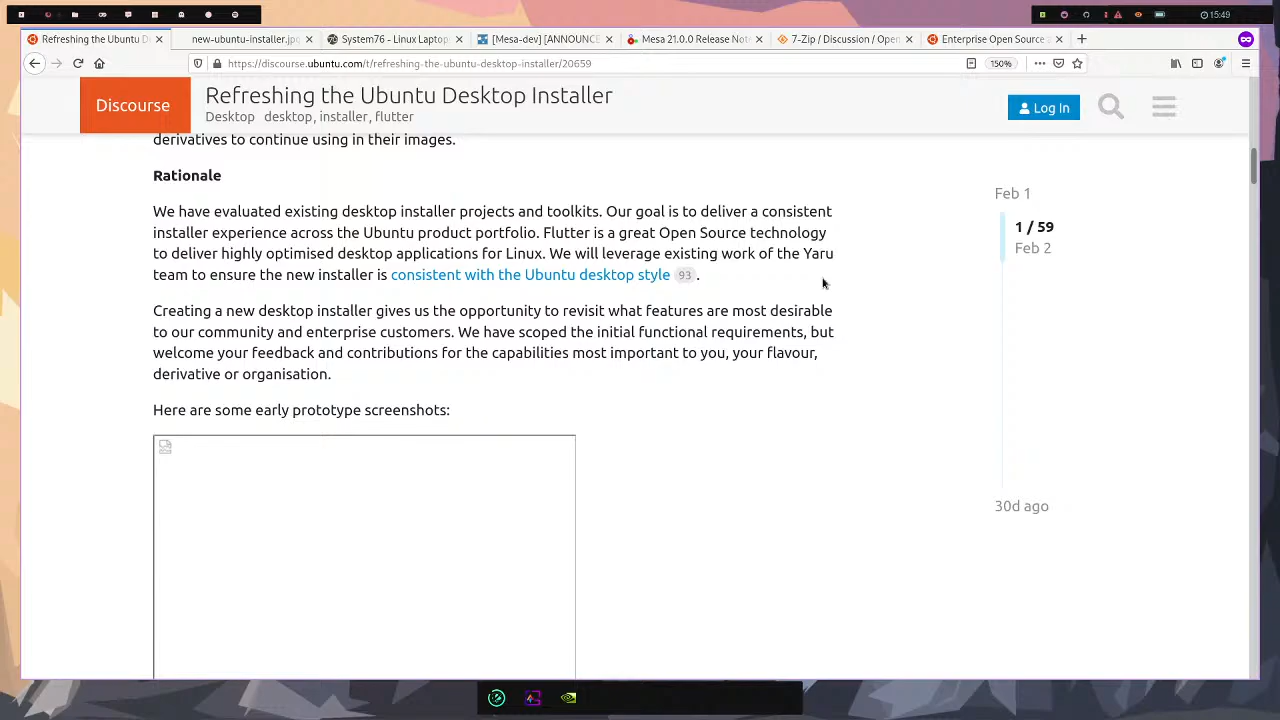 15:49
Refreshing the Ubuntu D
new-ubuntu-installer.jpg
System76 - Linux Laptop
[Mesa-dev] [ANNOUNCE
Mesa 21.0.0 Release Not
7-Zip / Discussion / Open
Enterprise Open Source
https://discourse.ubuntu.com/t/refreshing-the-ubuntu-desktop-installer/20659
150%
Discourse
Refreshing the Ubuntu Desktop Installer
Desktop desktop, installer, flutter
Log In
derivatives to continue using in their images.
Rationale
We have evaluated existing desktop installer projects and toolkits. Our goal is to deliver a consistent
installer experience across the Ubuntu product portfolio. Flutter is a great Open Source technology
to deliver highly optimised desktop applications for Linux. We will leverage existing work of the Yaru
team to ensure the new installer is consistent with the Ubuntu desktop style 93 .
Creating a new desktop installer gives us the opportunity to revisit what features are most desirable
to our community and enterprise customers. We have scoped the initial functional requirements, but
welcome your feedback and contributions for the capabilities most important to you, your flavour,
derivative or organisation.
Here are some early prototype screenshots:
Feb 1
1 / 59
Feb 2
30d ago